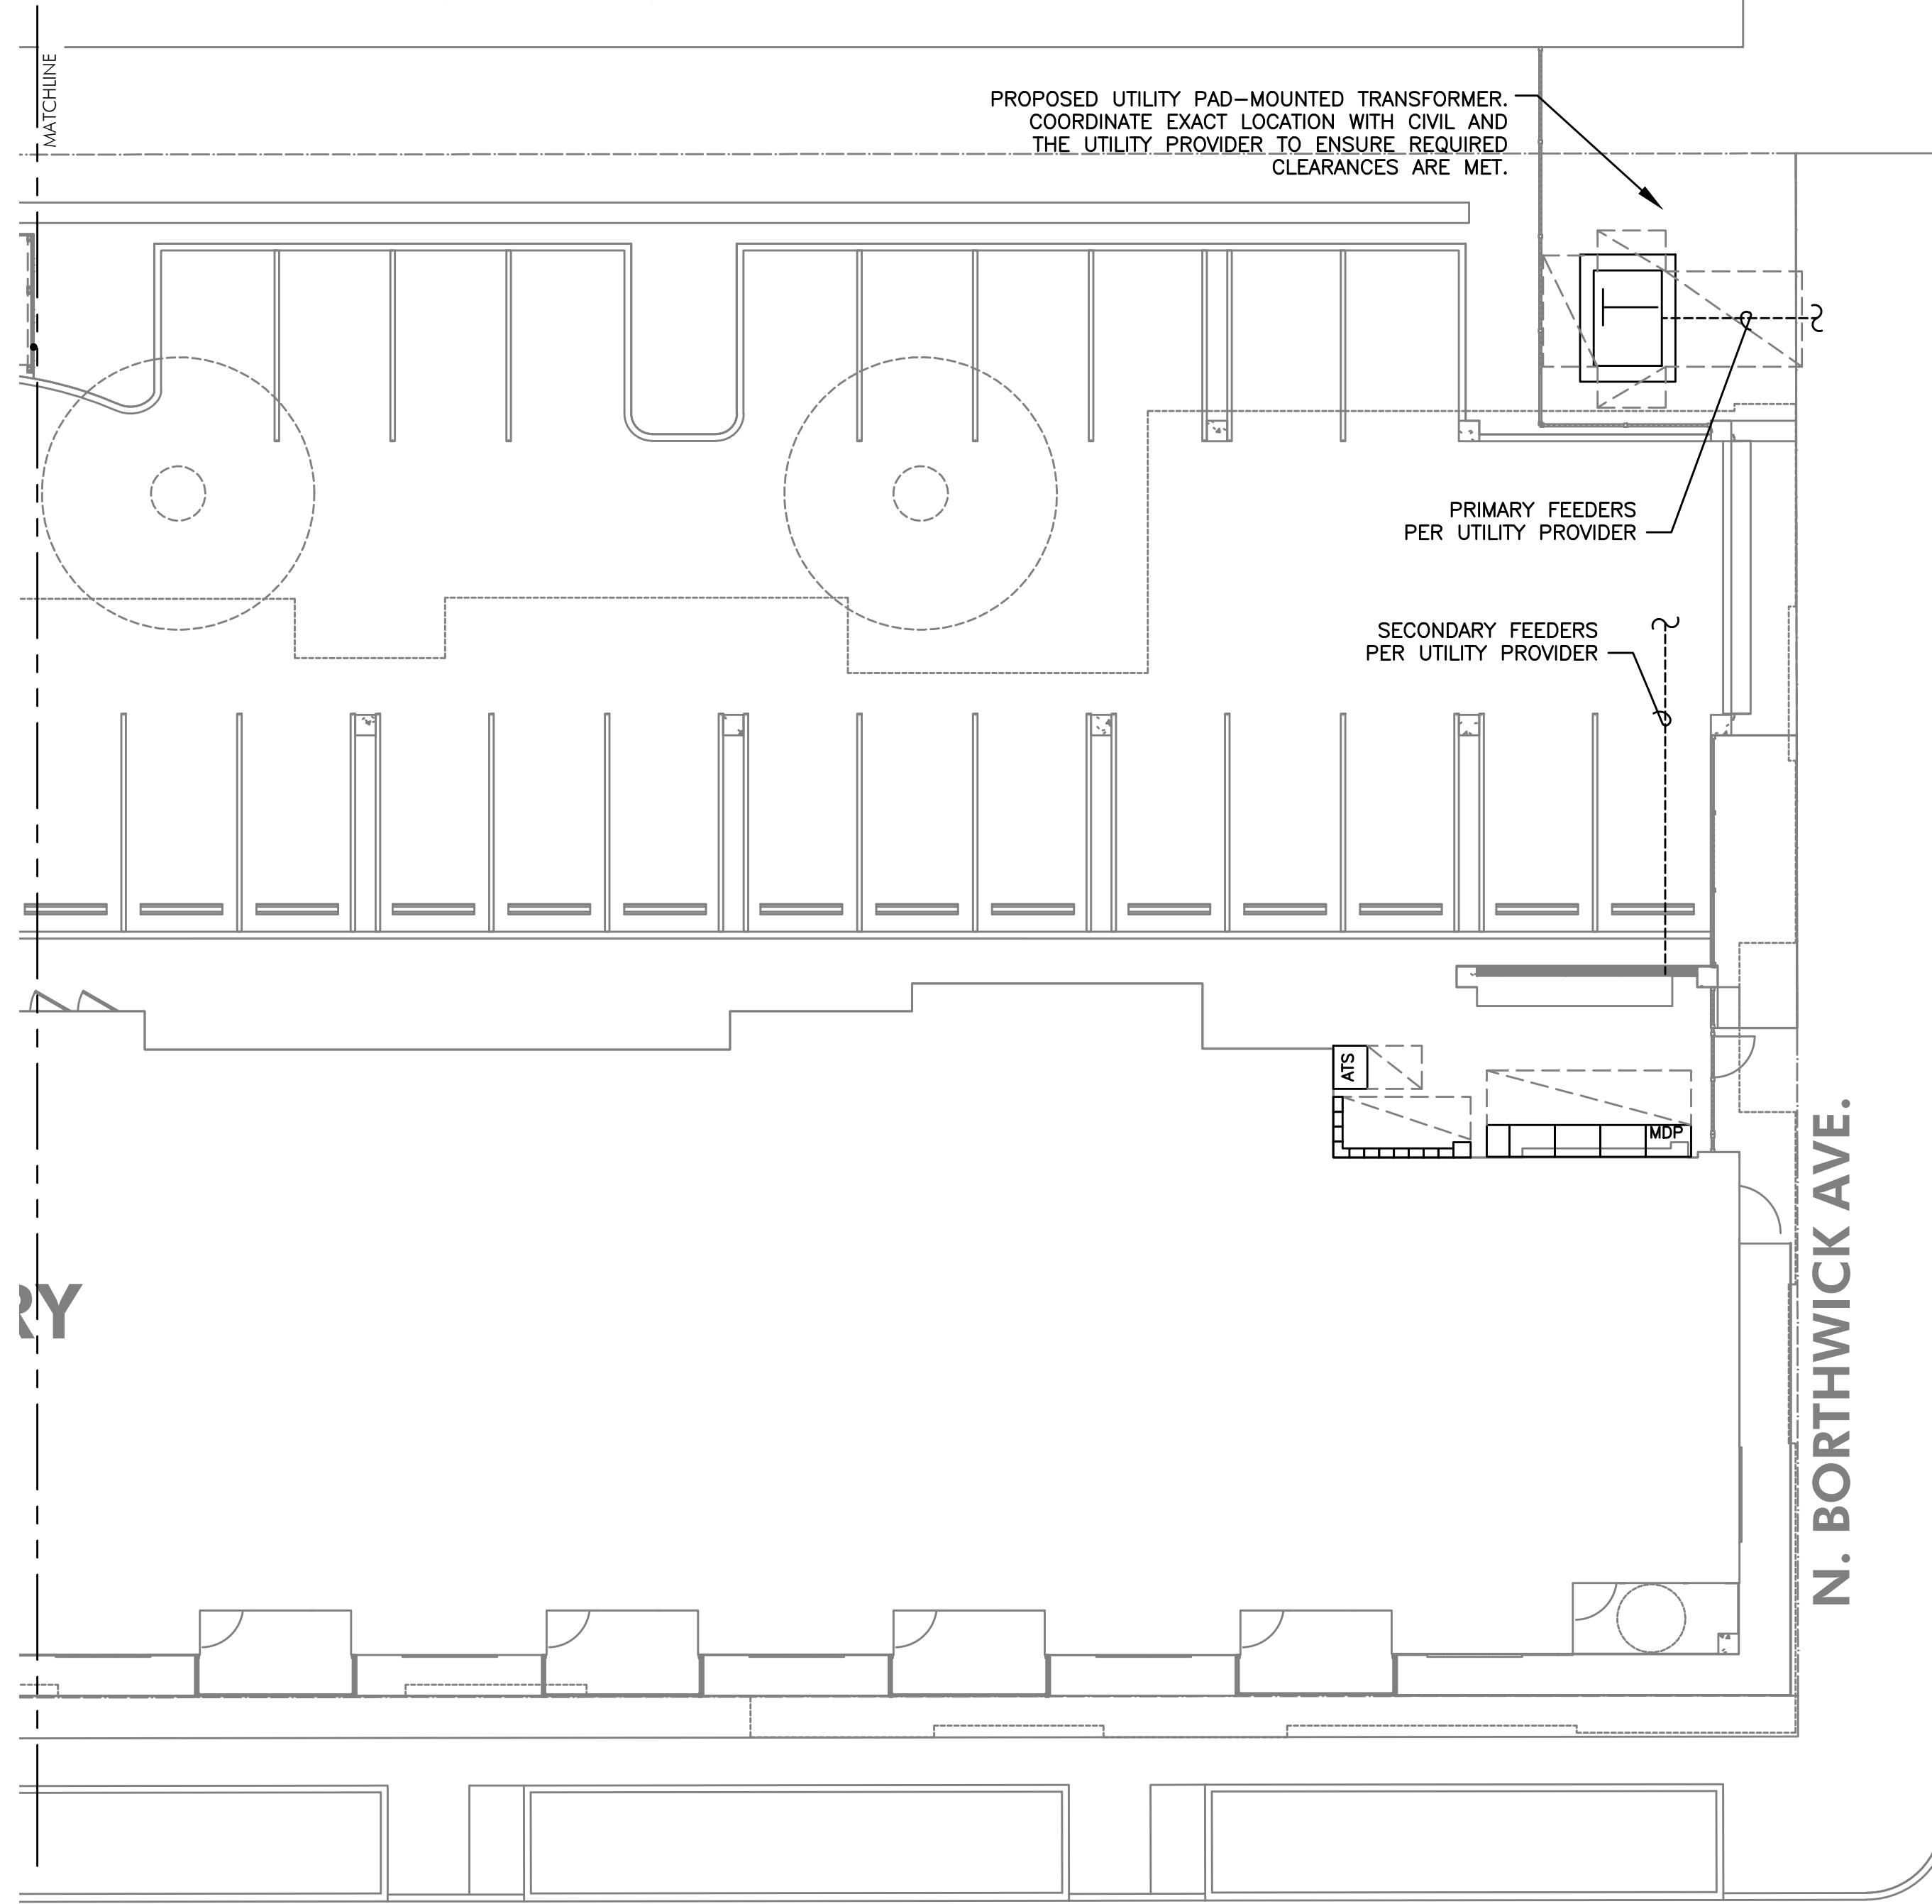 MATCHLINE
PROPOSED UTILITY PAD-MOUNTED TRANSFORMER.
COORDINATE EXACT LOCATION WITH CIVIL AND
THE UTILITY PROVIDER TO ENSURE REQUIRED
CLEARANCES ARE MET.
T
PRIMARY FEEDERS
PER UTILITY PROVIDER
SECONDARY FEEDERS
PER UTILITY PROVIDER
ATS
MDP
N. BORTHWICK AVE.
RY